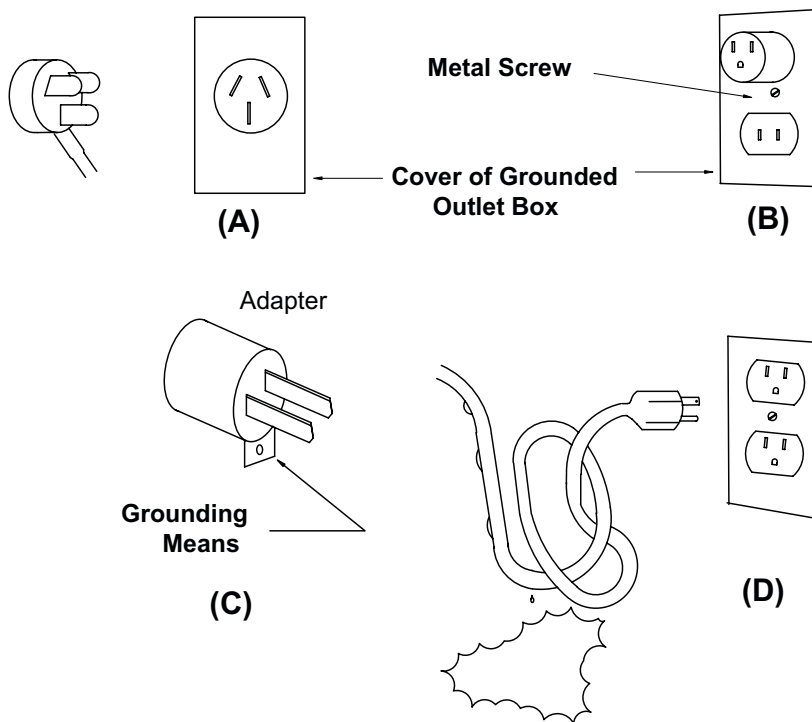 Metal Screw
Cover of Grounded
Outlet Box
(A)
(B)
Adapter
Grounding
Means
(C)
(D)